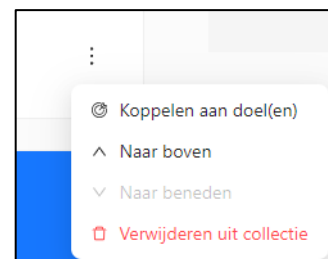 Koppelen aan doel(en)
Naar boven
Naar beneden
Verwijderen uit collectie